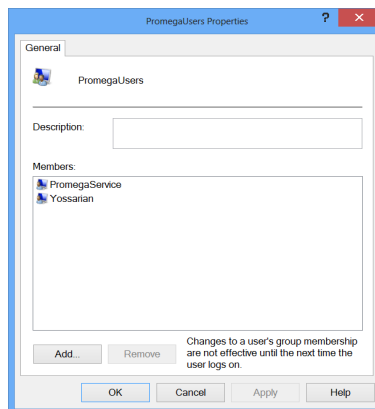 PromegaUsers Properties
?
General
PromegaUsers
Description:
Members:
PromegaService
Yossarian
Add...
Remove
Changes to a user's group membership
are not effective until the next time the
user logs on.
OK
Cancel
Apply
Help